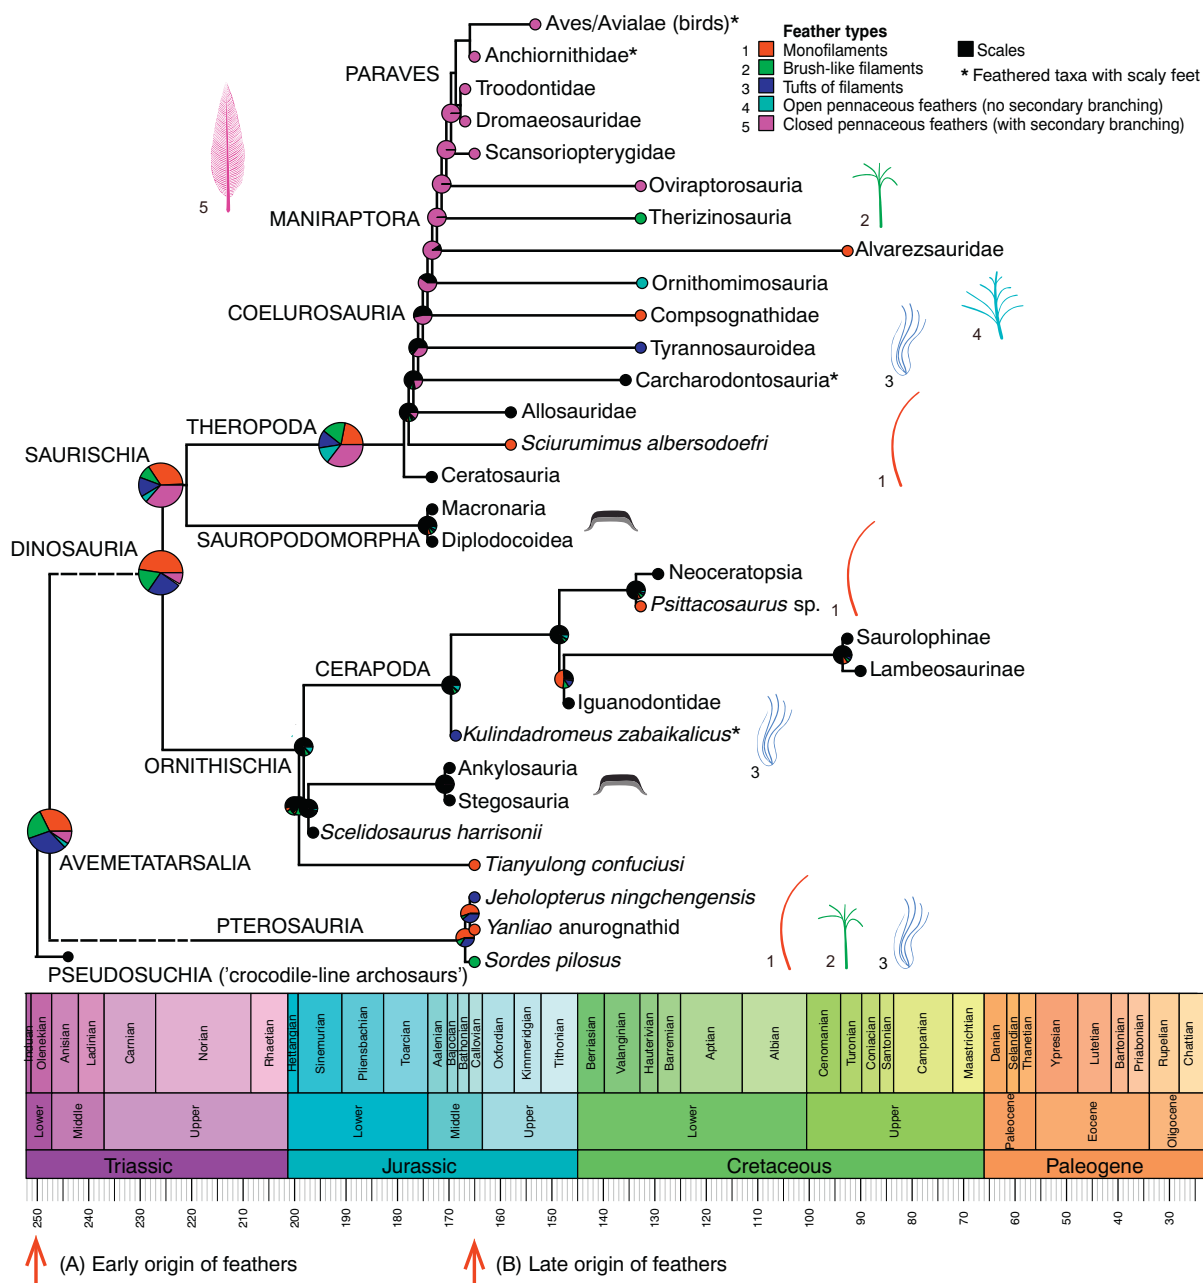 Aves/Avialae (birds)*
Anchiornithidae*
PARAVES
Troodontidae
Dromaeosauridae
Scansoriopterygidae
Feather types
1 Monofilaments
2 Brush-like filaments
3 Tufts of filaments
4 Open pennaceous feathers (no secondary branching)
5 Closed pennaceous feathers (with secondary branching)
Scales
* Feathered taxa with scaly feet
5
Oviraptorosauria
MANIRAPTORA
Therizinosauria
2
Alvarezsauridae
Ornithomimosauria
COELUROSAURIA
Compsognathidae
4
Tyrannosauroidea
Carcharodontosauria*
3
Allosauridae
THEROPODA
Sciurumimus albersodoefri
SAURISCHIA
Ceratosauria
1
Macronaria
SAUROPODOMORPHA
Diplodocoidea
DINOSAURIA
Neoceratopsia
Psittacosaurus sp.
1
Saurolophinae
CERAPODA
Lambeosaurinae
Iguanodontidae
Kulindadromeus zabaikalicus*
3
ORNITHISCHIA
Ankylosauria
Stegosauria
Scelidosaurus harrisonii
AVEMETATARSALIA
Tianyulong confuciusi
Jeholopterus ningchengensis
PTEROSAURIA
Yanliao anurognathid
Sordes pilosus
1
2
3
PSEUDOSUCHIA ('crocodile-line archosaurs')
Induan
Olenekian
Anisian
Ladinian
Carnian
Norian
Rhaetian
Hettangian
Sinemurian
Pliensbachian
Toarcian
Aalenian
Bajocian
Bathonian
Callovian
Oxfordian
Kimmeridgian
Tithonian
Berriasian
Valanginian
Hauterivian
Barremian
Aptian
Albian
Cenomanian
Turonian
Coniacian
Santonian
Campanian
Maastrichtian
Danian
Selandian
Thanetian
Ypresian
Lutetian
Bartonian
Priabonian
Rupelian
Chattian
Lower
Middle
Upper
Lower
Middle
Upper
Lower
Upper
Paleocene
Eocene
Oligocene
Triassic
Jurassic
Cretaceous
Paleogene
250
240
230
220
210
200
190
180
170
160
150
140
130
120
110
100
90
80
70
60
50
40
30
(A) Early origin of feathers
(B) Late origin of feathers